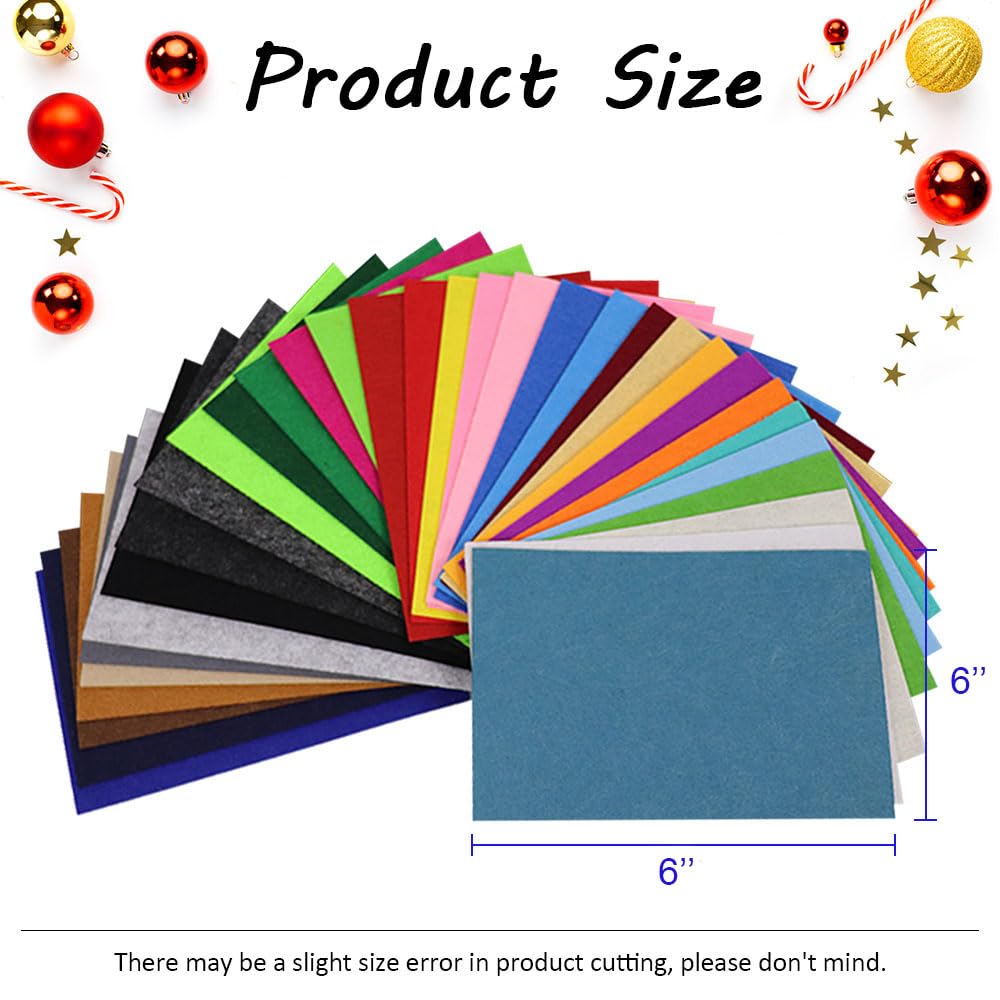 Product Size
6’’
6’’
There may be a slight size error in product cutting, please don't mind.